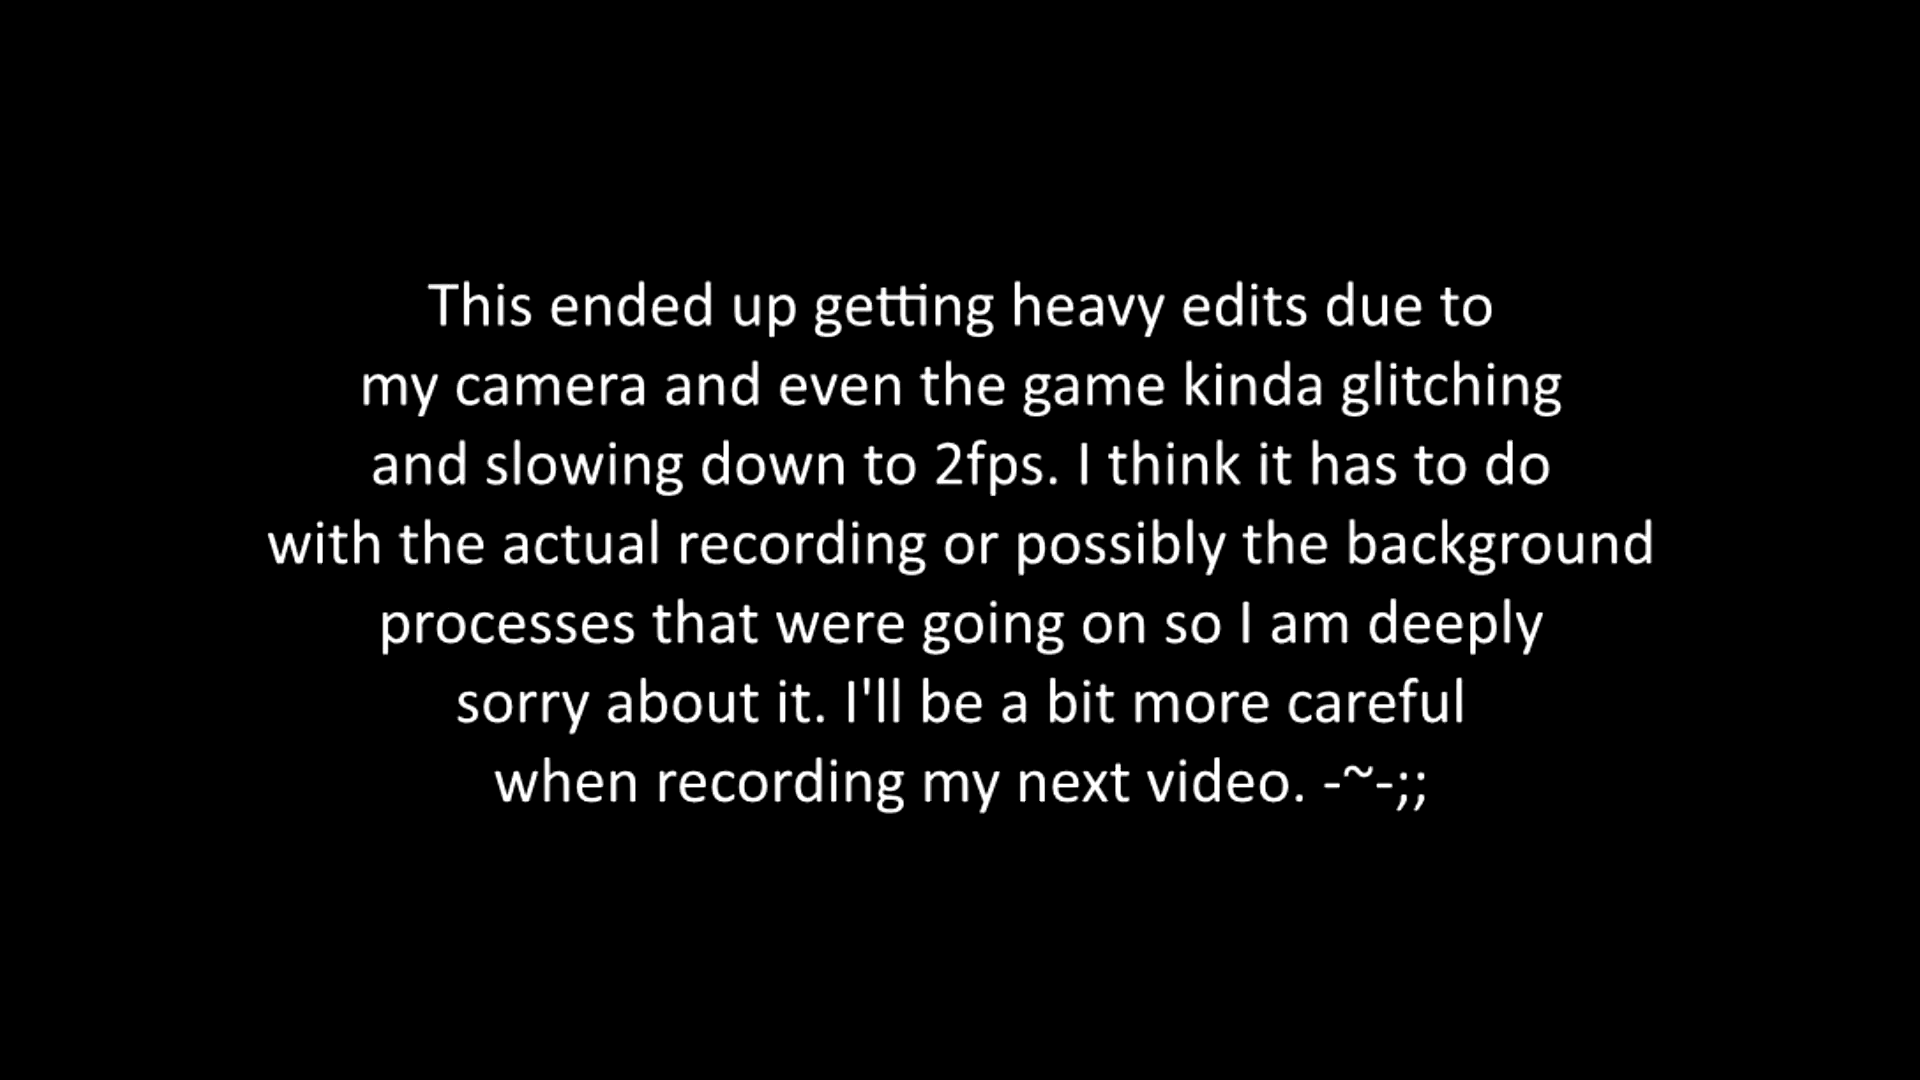 This ended up getting heavy edits due to
my camera and even the game kinda glitching
and slowing down to 2fps. I think it has to do
with the actual recording or possibly the background
processes that were going on so I am deeply
sorry about it. I'll be a bit more careful
when recording my next video. -~-;;